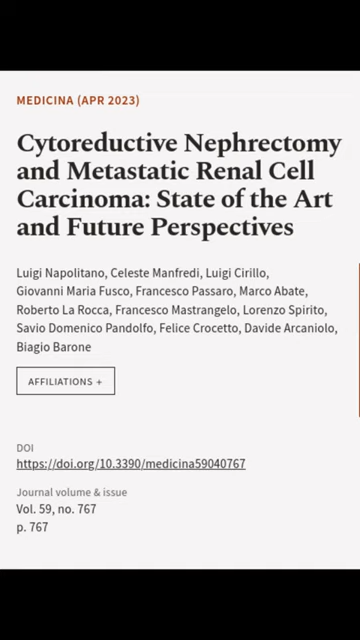 MEDICINA (APR 2023)
Cytoreductive Nephrectomy
and Metastatic Renal Cell
Carcinoma: State of the Art
and Future Perspectives
Luigi Napolitano, Celeste Manfredi, Luigi Cirillo,
Giovanni Maria Fusco, Francesco Passaro, Marco Abate,
Roberto La Rocca, Francesco Mastrangelo, Lorenzo Spirito,
Savio Domenico Pandolfo, Felice Crocetto, Davide Arcaniolo,
Biagio Barone
AFFILIATIONS +
DOI
https://doi.org/10.3390/medicina59040767
Journal volume & issue
Vol. 59, no. 767
p. 767